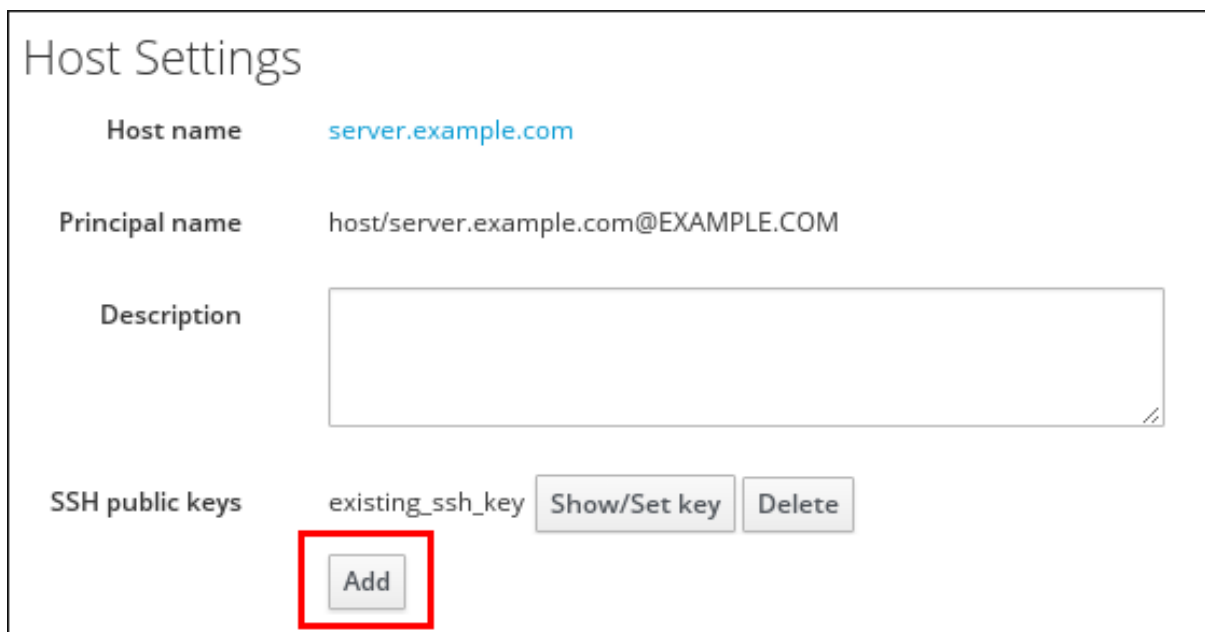 Host Settings
Host name server.example.com
Principal name host/server.example.com@EXAMPLE.COM
Description
SSH public keys existing_ssh_key Show/Set key Delete
Add